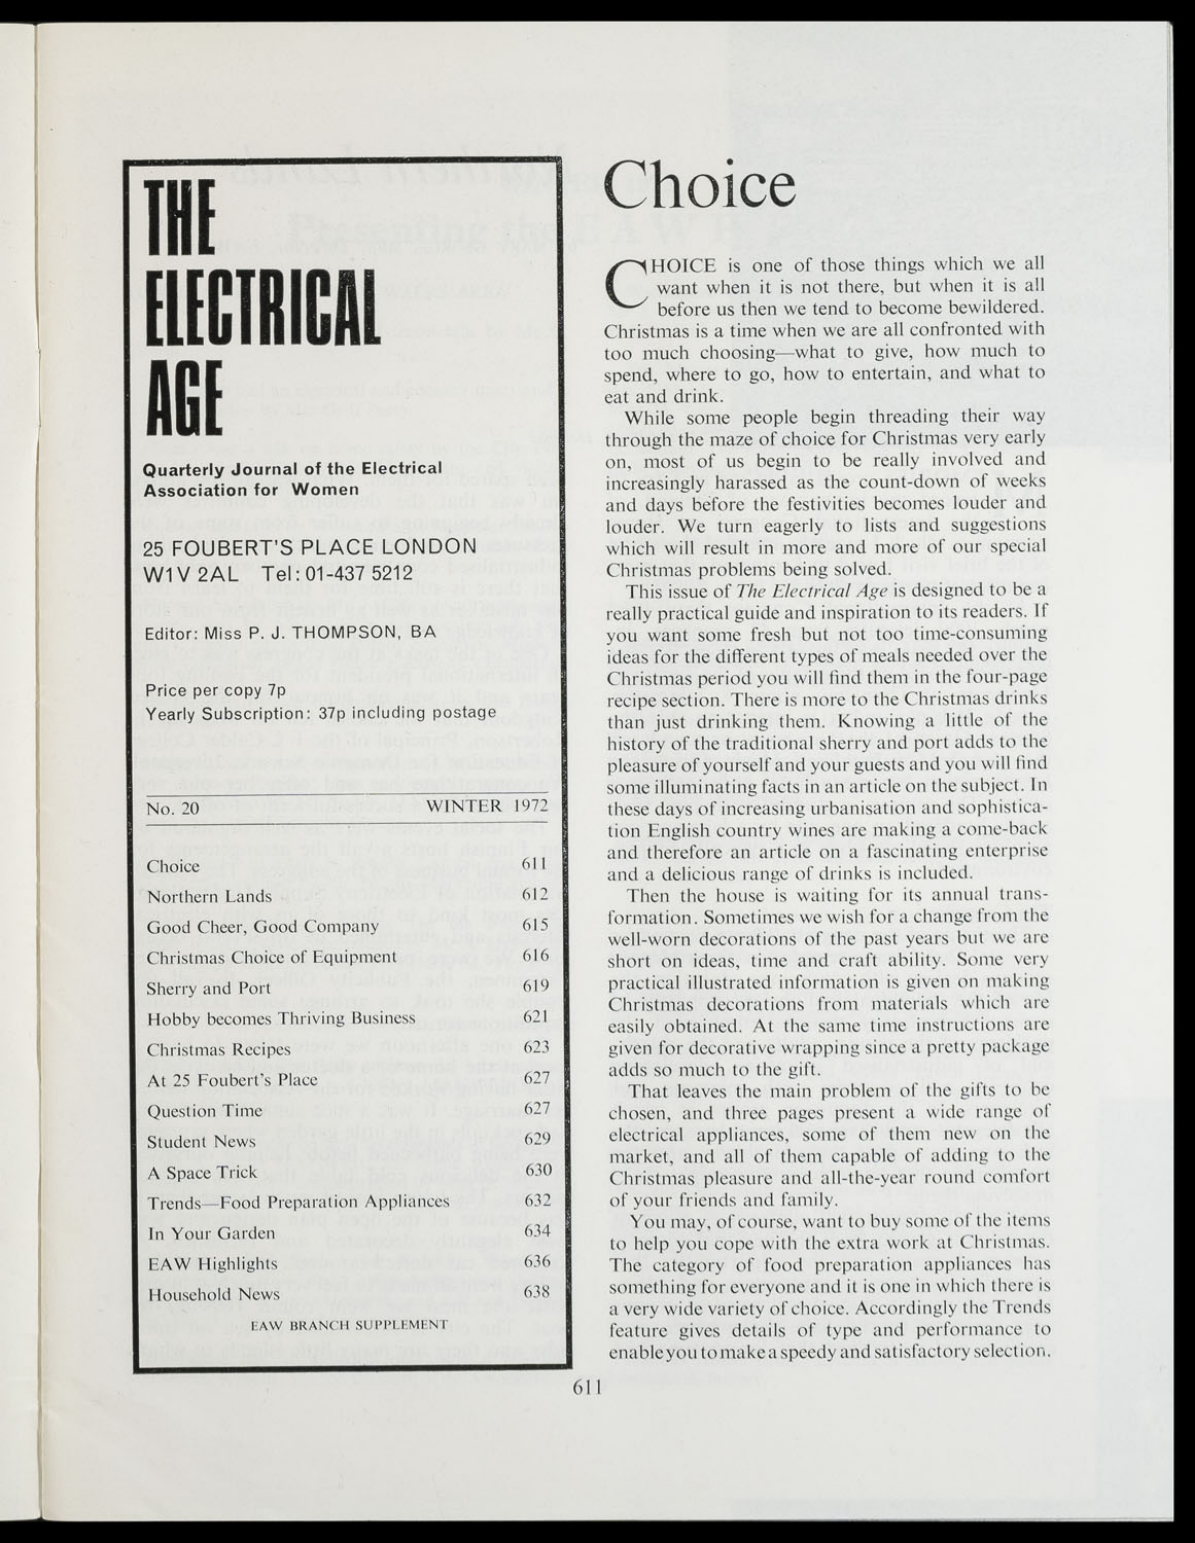 THE
ELECTRICAL
AGE
Quarterly Journal of the Electrical
Association for Women
25 FOUBERT'S PLACE LONDON
W1V 2AL Tel: 01-437 5212
Editor: Miss P. J. THOMPSON, BA
Price per copy 7p
Yearly Subscription: 37p including postage
No. 20 WINTER 1972
Choice 611
Northern Lands 612
Good Cheer, Good Company 615
Christmas Choice of Equipment 616
Sherry and Port 619
Hobby becomes Thriving Business 621
Christmas Recipes 623
At 25 Foubert's Place 627
Question Time 627
Student News 629
A Space Trick 630
Trends—Food Preparation Appliances 632
In Your Garden 634
EAW Highlights 636
Household News 638
EAW BRANCH SUPPLEMENT
Choice
CHOICE is one of those things which we all
want when it is not there, but when it is all
before us then we tend to become bewildered.
Christmas is a time when we are all confronted with
too much choosing—what to give, how much to
spend, where to go, how to entertain, and what to
eat and drink.
While some people begin threading their way
through the maze of choice for Christmas very early
on, most of us begin to be really involved and
increasingly harassed as the count-down of weeks
and days before the festivities becomes louder and
louder. We turn eagerly to lists and suggestions
which will result in more and more of our special
Christmas problems being solved.
This issue of The Electrical Age is designed to be a
really practical guide and inspiration to its readers. If
you want some fresh but not too time-consuming
ideas for the different types of meals needed over the
Christmas period you will find them in the four-page
recipe section. There is more to the Christmas drinks
than just drinking them. Knowing a little of the
history of the traditional sherry and port adds to the
pleasure of yourself and your guests and you will find
some illuminating facts in an article on the subject. In
these days of increasing urbanisation and sophistica-
tion English country wines are making a come-back
and therefore an article on a fascinating enterprise
and a delicious range of drinks is included.
Then the house is waiting for its annual trans-
formation. Sometimes we wish for a change from the
well-worn decorations of the past years but we are
short on ideas, time and craft ability. Some very
practical illustrated information is given on making
Christmas decorations from materials which are
easily obtained. At the same time instructions are
given for decorative wrapping since a pretty package
adds so much to the gift.
That leaves the main problem of the gifts to be
chosen, and three pages present a wide range of
electrical appliances, some of them new on the
market, and all of them capable of adding to the
Christmas pleasure and all-the-year round comfort
of your friends and family.
You may, of course, want to buy some of the items
to help you cope with the extra work at Christmas.
The category of food preparation appliances has
something for everyone and it is one in which there is
a very wide variety of choice. Accordingly the Trends
feature gives details of type and performance to
enable you to make a speedy and satisfactory selection.
611